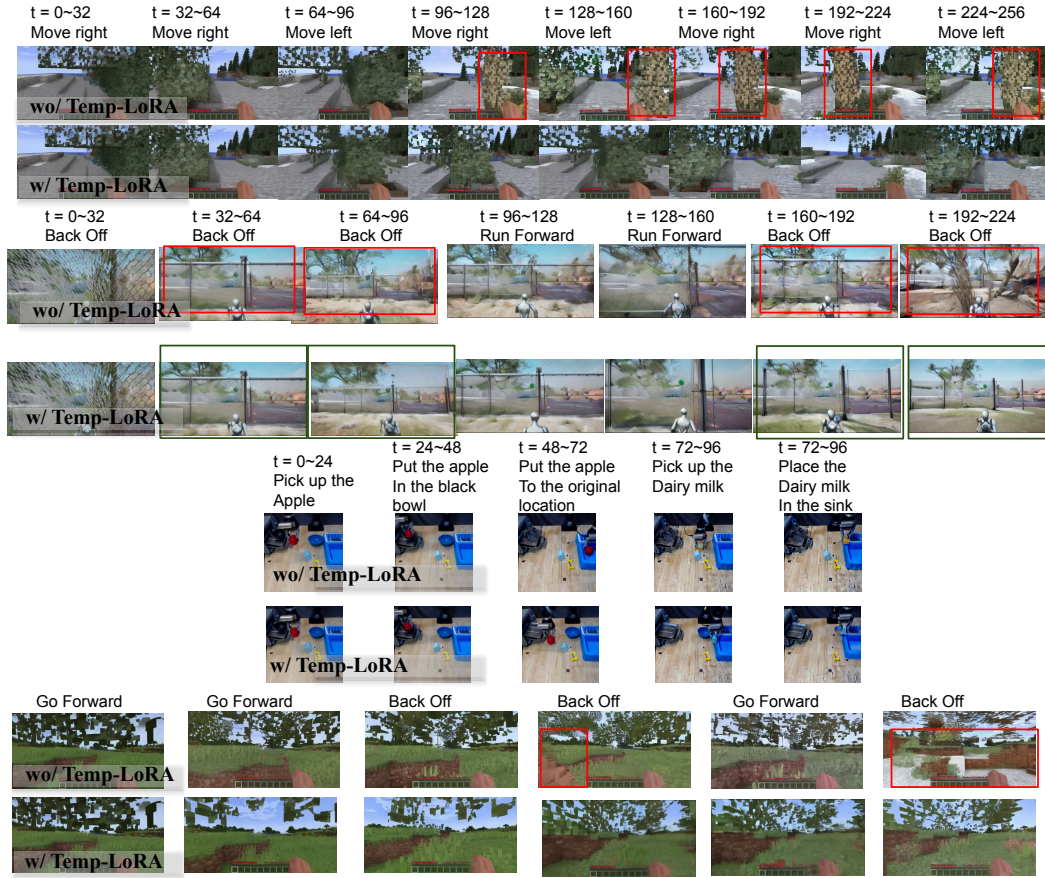 t = 0~32 t = 32~64 t = 64~96 t = 96~128 t = 128~160 t = 160~192 t = 192~224 t = 224~256
Move right Move right Move left Move right Move left Move right Move right Move left
wo/ Temp-LoRA
w/ Temp-LoRA
t = 0~32 t = 32~64 t = 64~96 t = 96~128 t = 128~160 t = 160~192 t = 192~224
Back Off Back Off Back Off Run Forward Run Forward Back Off Back Off
wo/ Temp-LoRA
w/ Temp-LoRA
t = 0~24
Pick up the
Apple
t = 24~48
Put the apple
In the black
bowl
t = 48~72
Put the apple
To the original
location
t = 72~96
Pick up the
Dairy milk
t = 72~96
Place the
Dairy milk
In the sink
wo/ Temp-LoRA
w/ Temp-LoRA
Go Forward Go Forward Back Off Back Off Go Forward Back Off
wo/ Temp-LoRA
w/ Temp-LoRA